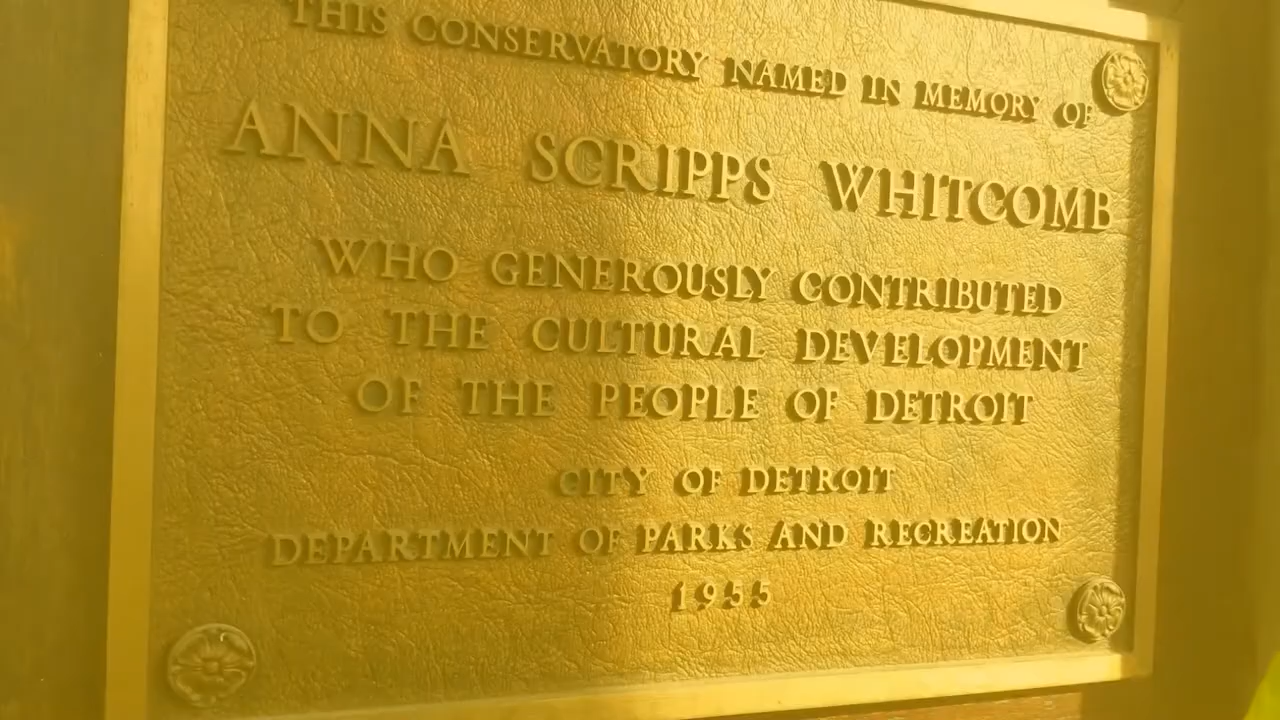 THIS CONSERVATORY NAMED IN MEMORY OF
ANNA SCRIPPS WHITCOMB
WHO GENEROUSLY CONTRIBUTED
TO THE CULTURAL DEVELOPMENT
OF THE PEOPLE OF DETROIT
CITY OF DETROIT
DEPARTMENT OF PARKS AND RECREATION
1955